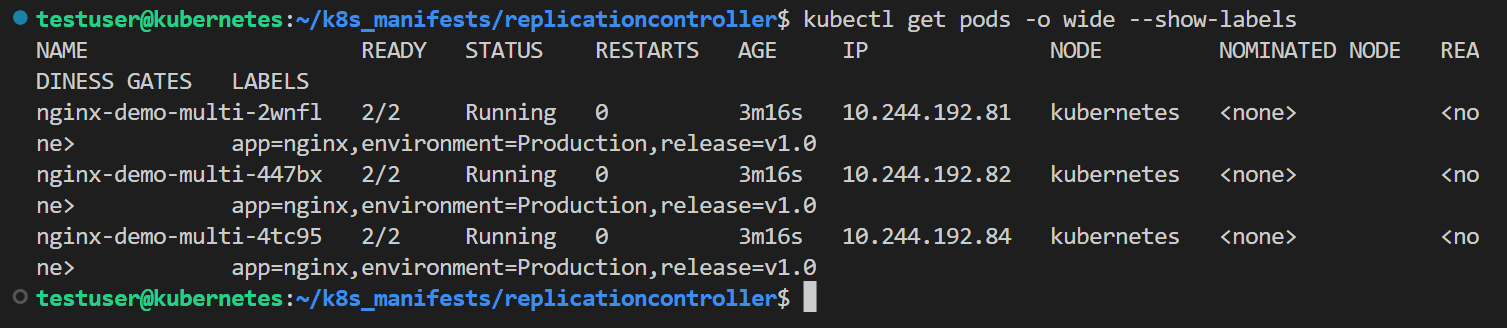 testuser@kubernetes:~/k8s_manifests/replicationcontroller$ kubectl get pods -o wide --show-labels
NAME                     READY   STATUS    RESTARTS   AGE     IP              NODE         NOMINATED NODE   REA
DINESS GATES   LABELS
nginx-demo-multi-2wnfl   2/2     Running   0          3m16s   10.244.192.81   kubernetes   <none>           <no
ne>            app=nginx,environment=Production,release=v1.0
nginx-demo-multi-447bx   2/2     Running   0          3m16s   10.244.192.82   kubernetes   <none>           <no
ne>            app=nginx,environment=Production,release=v1.0
nginx-demo-multi-4tc95   2/2     Running   0          3m16s   10.244.192.84   kubernetes   <none>           <no
ne>            app=nginx,environment=Production,release=v1.0
testuser@kubernetes:~/k8s_manifests/replicationcontroller$